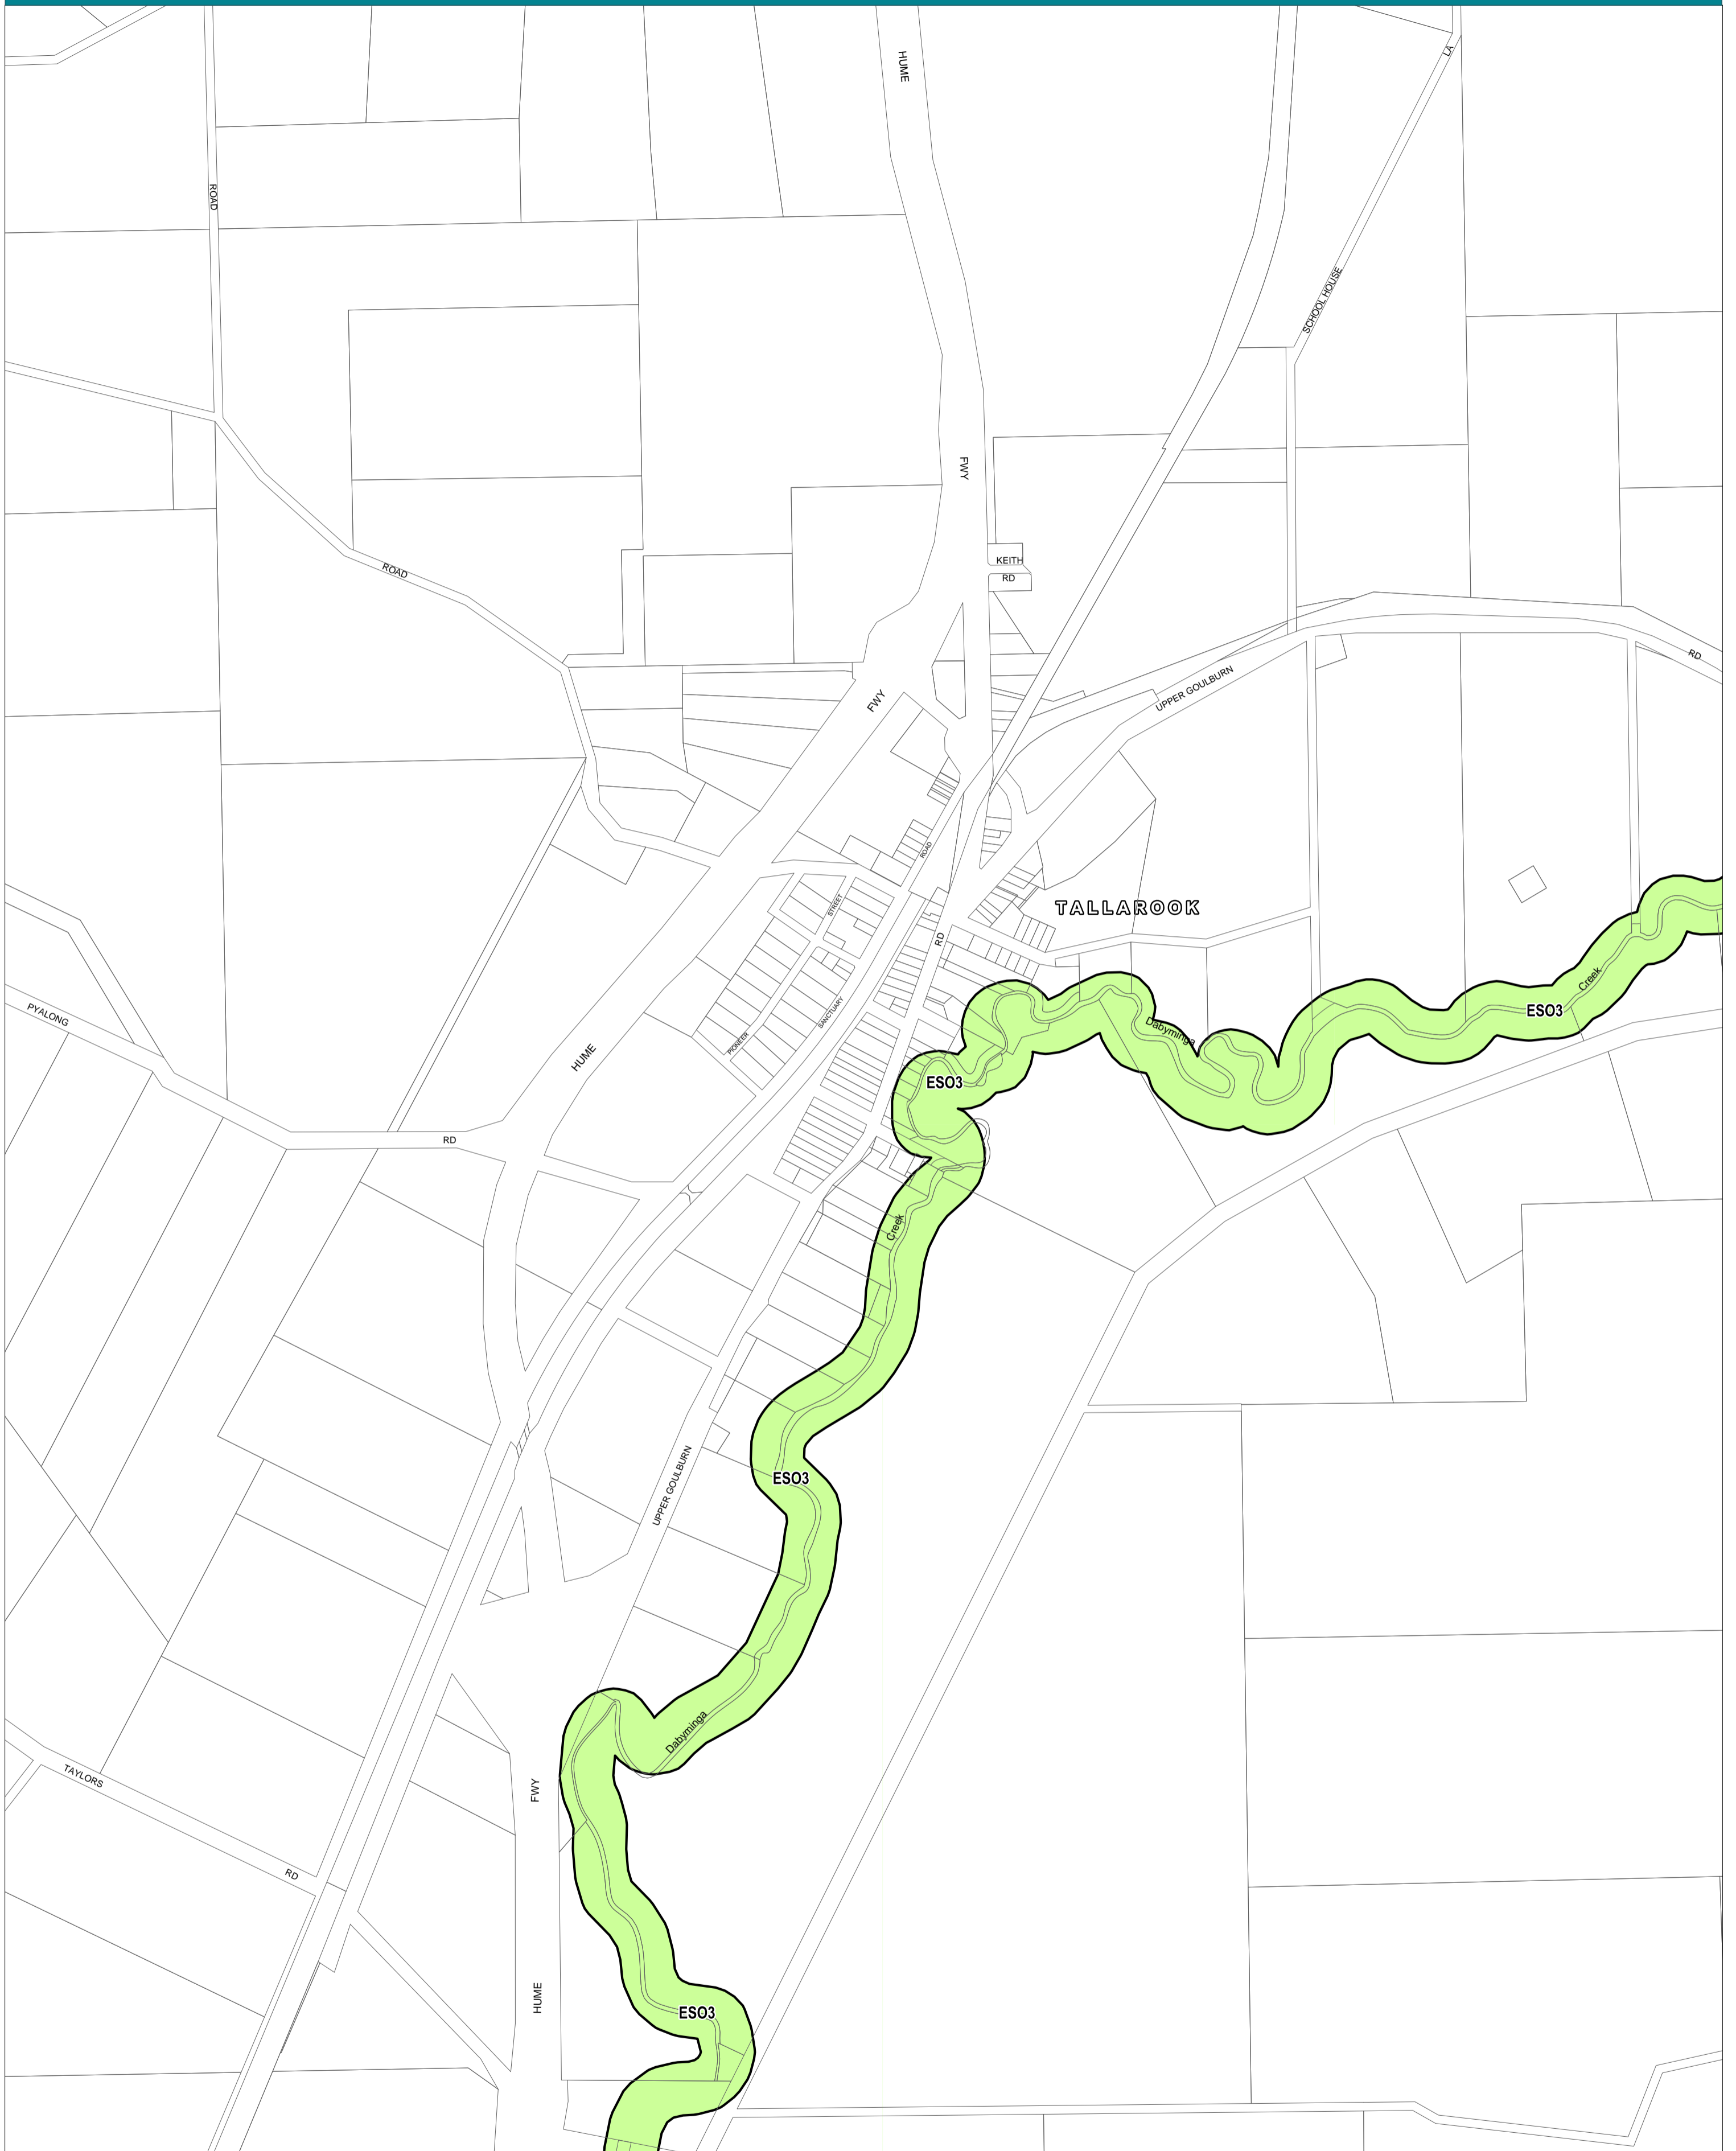 HUME
LA
ROAD
SCHOOL HOUSE
FWY
KEITH
RD
ROAD
RD
UPPER GOULBURN
FWY
ROAD
STREET
TALLAROOK
RD
Creek
ESO3
PYALONG
SANCTUARY
Dabyminga
PIONEER
HUME
ESO3
RD
Creek
UPPER GOULBURN
ESO3
Dabyminga
TAYLORS
FWY
RD
HUME
ESO3